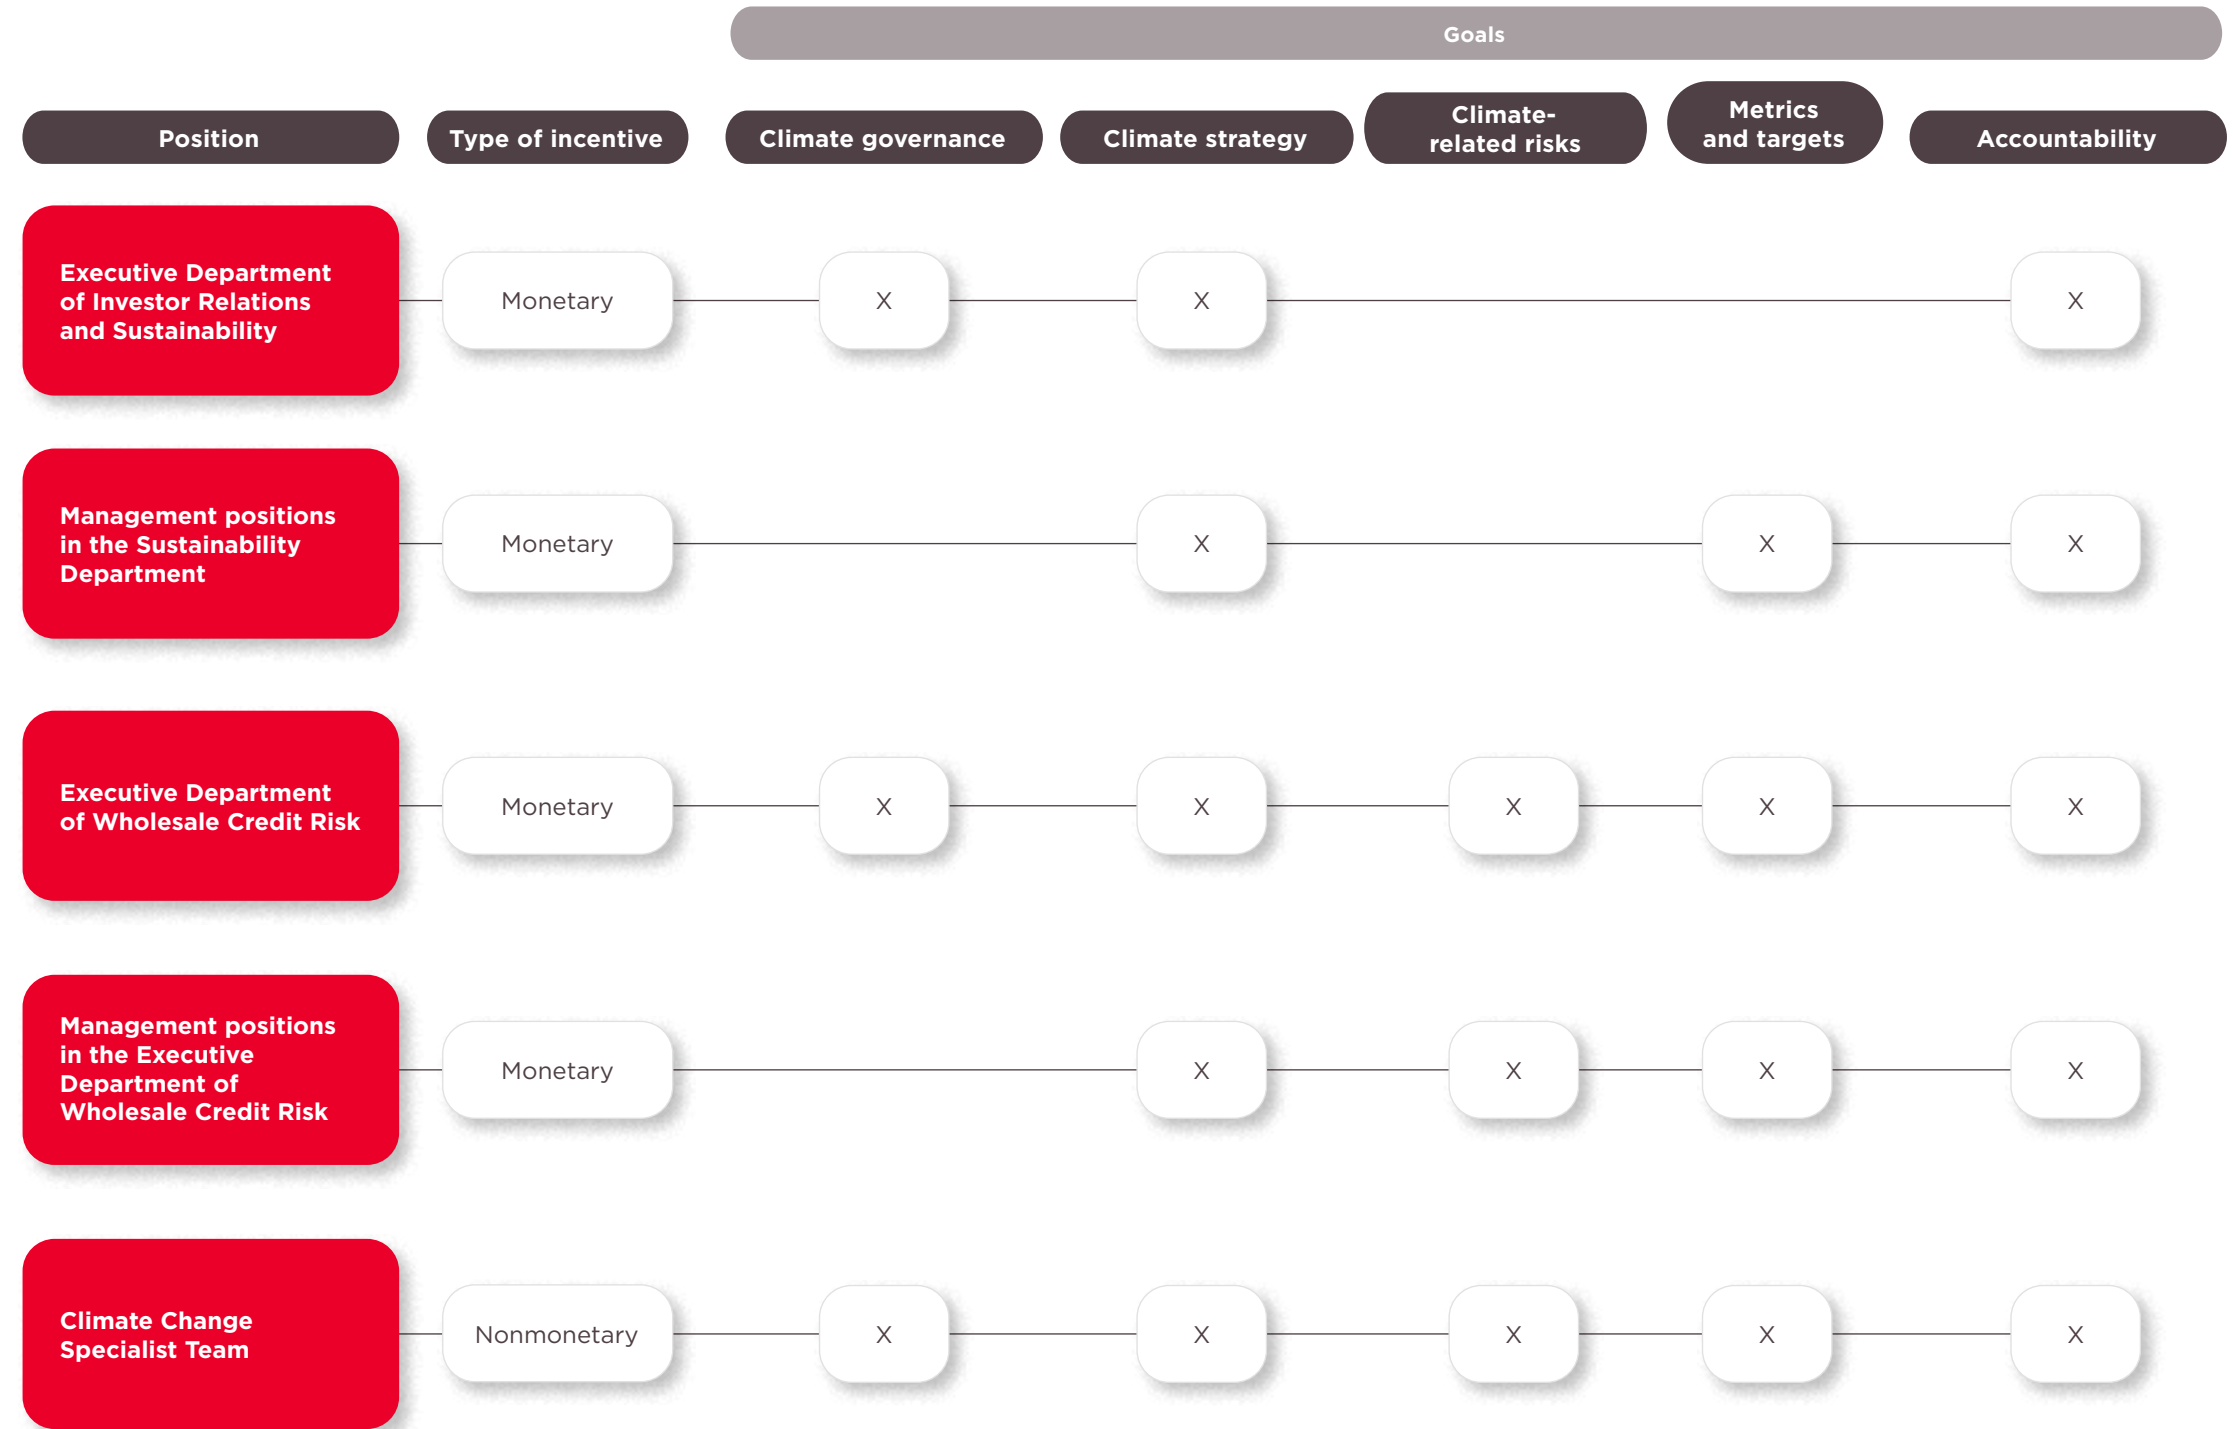 Goals
Position
Type of incentive
Climate governance
Climate strategy
Climate-
related risks
Metrics
and targets
Accountability
Executive Department
of Investor Relations
and Sustainability
Monetary
X
X
X
Management positions
in the Sustainability
Department
Monetary
X
X
X
Executive Department
of Wholesale Credit Risk
Monetary
X
X
X
X
X
Management positions
in the Executive
Department of
Wholesale Credit Risk
Monetary
X
X
X
X
Climate Change
Specialist Team
Nonmonetary
X
X
X
X
X